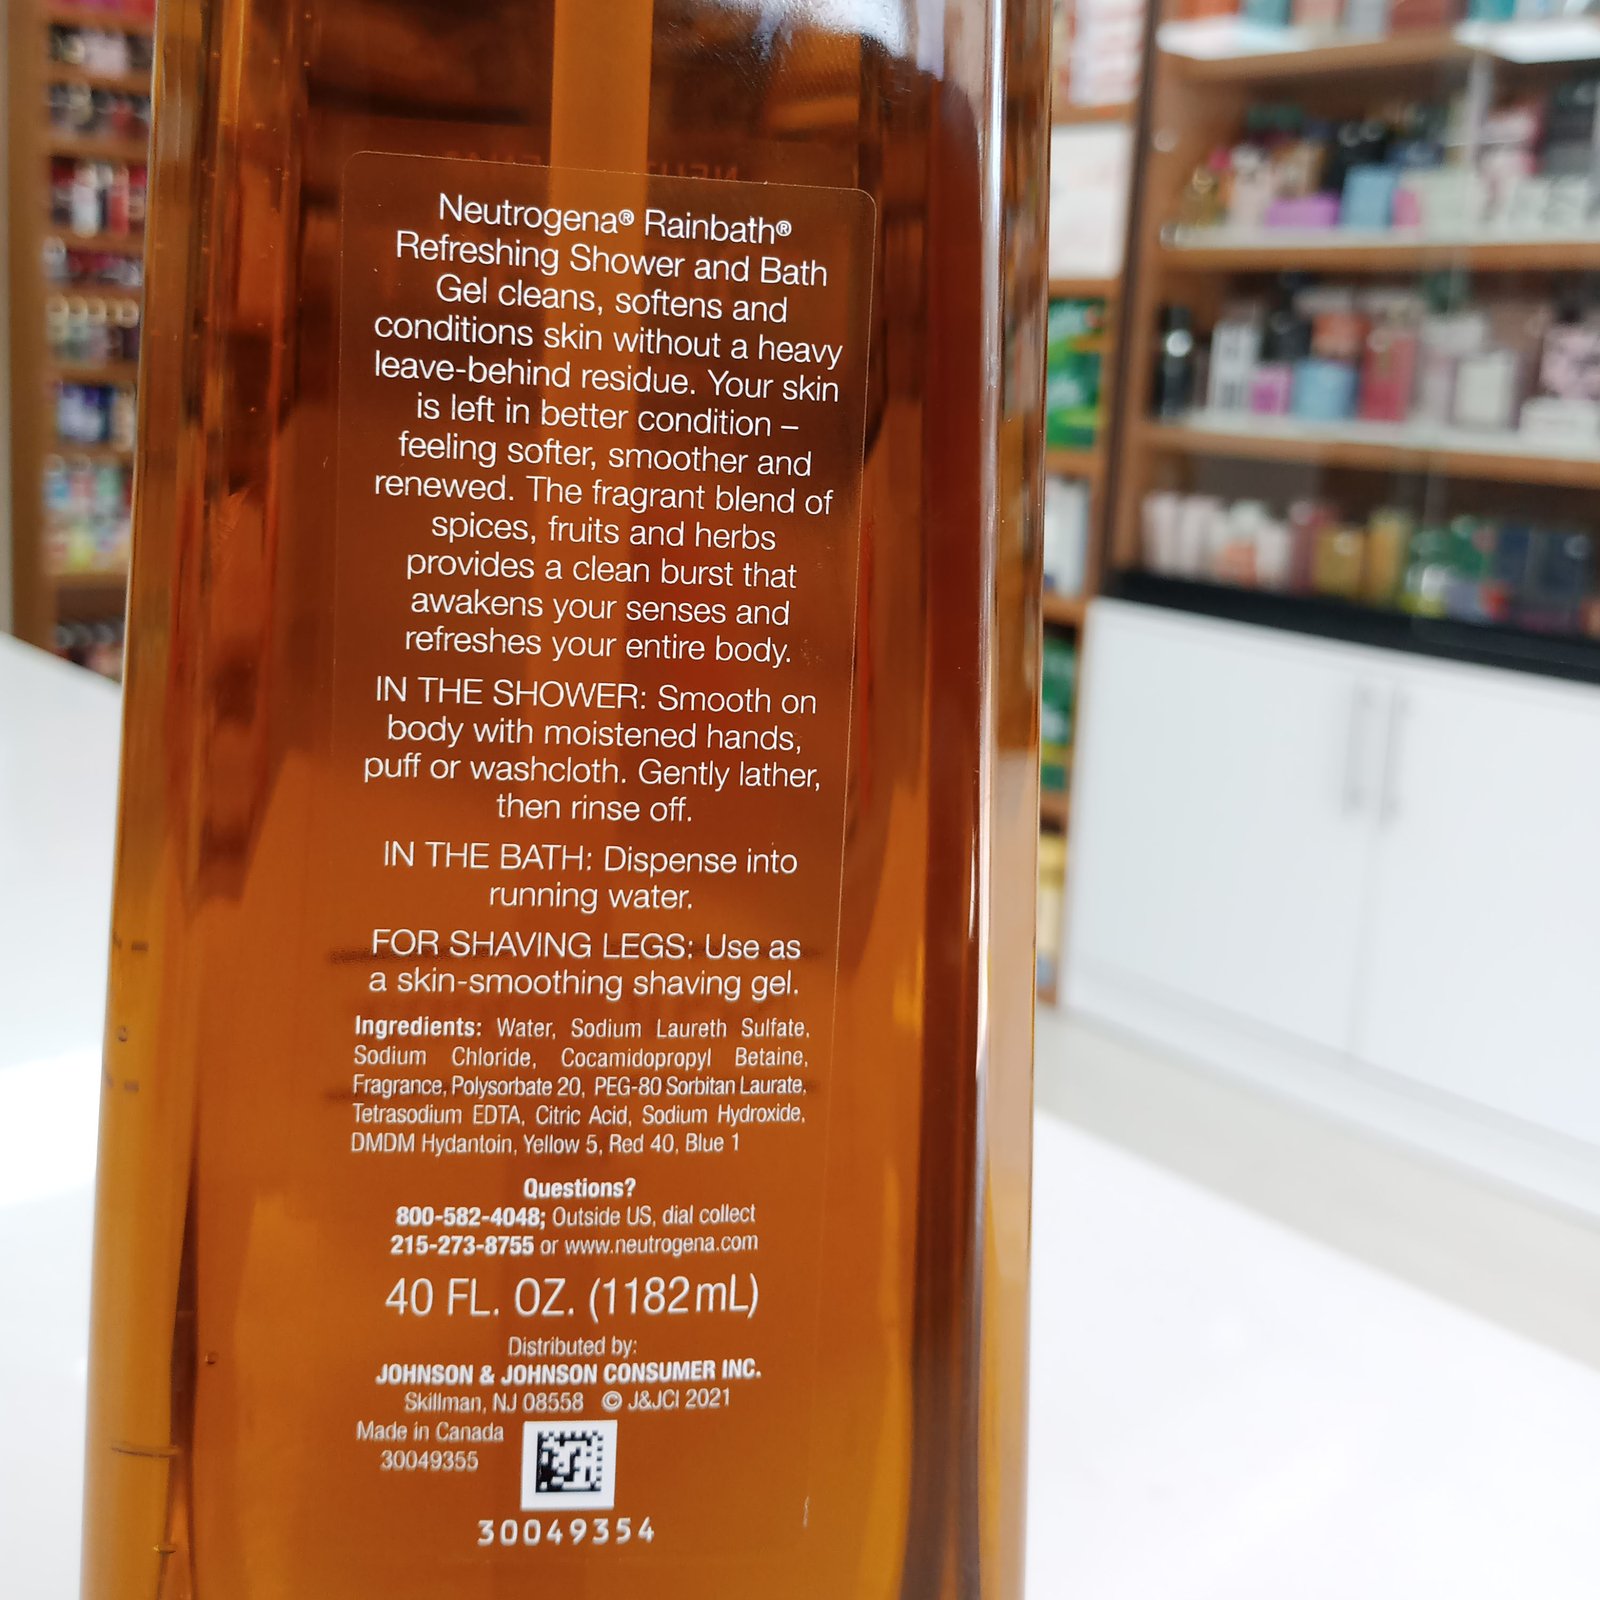 Neutrogena® Rainbath®
Refreshing Shower and Bath
Gel cleans, softens and
conditions skin without a heavy
leave-behind residue. Your skin
is left in better condition –
feeling softer, smoother and
renewed. The fragrant blend of
spices, fruits and herbs
provides a clean burst that
awakens your senses and
refreshes your entire body.
IN THE SHOWER: Smooth on
body with moistened hands,
puff or washcloth. Gently lather,
then rinse off.
IN THE BATH: Dispense into
running water.
FOR SHAVING LEGS: Use as
a skin-smoothing shaving gel.
Ingredients: Water, Sodium Laureth Sulfate,
Sodium Chloride, Cocamidopropyl Betaine,
Fragrance, Polysorbate 20, PEG-80 Sorbitan Laurate,
Tetrasodium EDTA, Citric Acid, Sodium Hydroxide,
DMDM Hydantoin, Yellow 5, Red 40, Blue 1
Questions?
800-582-4048; Outside US, dial collect
215-273-8755 or www.neutrogena.com
40 FL. OZ. (1182mL)
Distributed by:
JOHNSON & JOHNSON CONSUMER INC.
Skillman, NJ 08558 © J&JCI 2021
Made in Canada
30049355
30049354